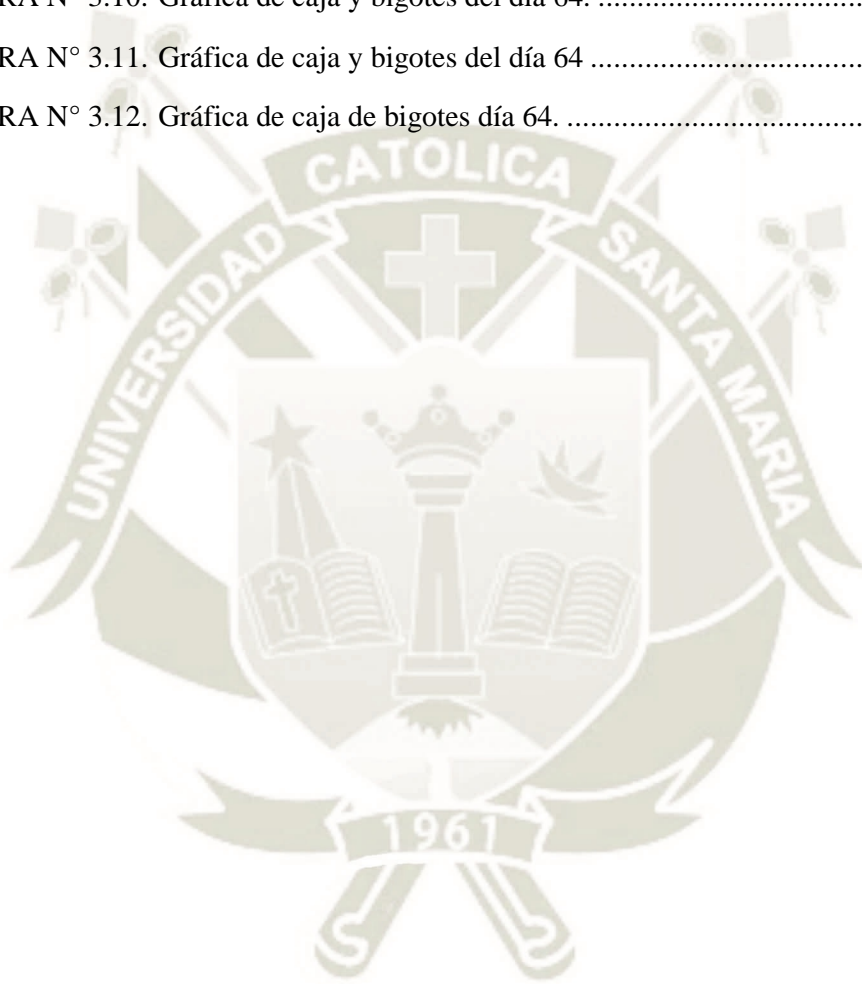 RA N° 3.10. Gráfica de caja y bigotes del día 64. ..................................
RA N° 3.11. Gráfica de caja y bigotes del día 64 ...................................
RA N° 3.12. Gráfica de caja de bigotes día 64. ......................................
UNIVERSIDAD CATOLICA SANTA MARIA
1961